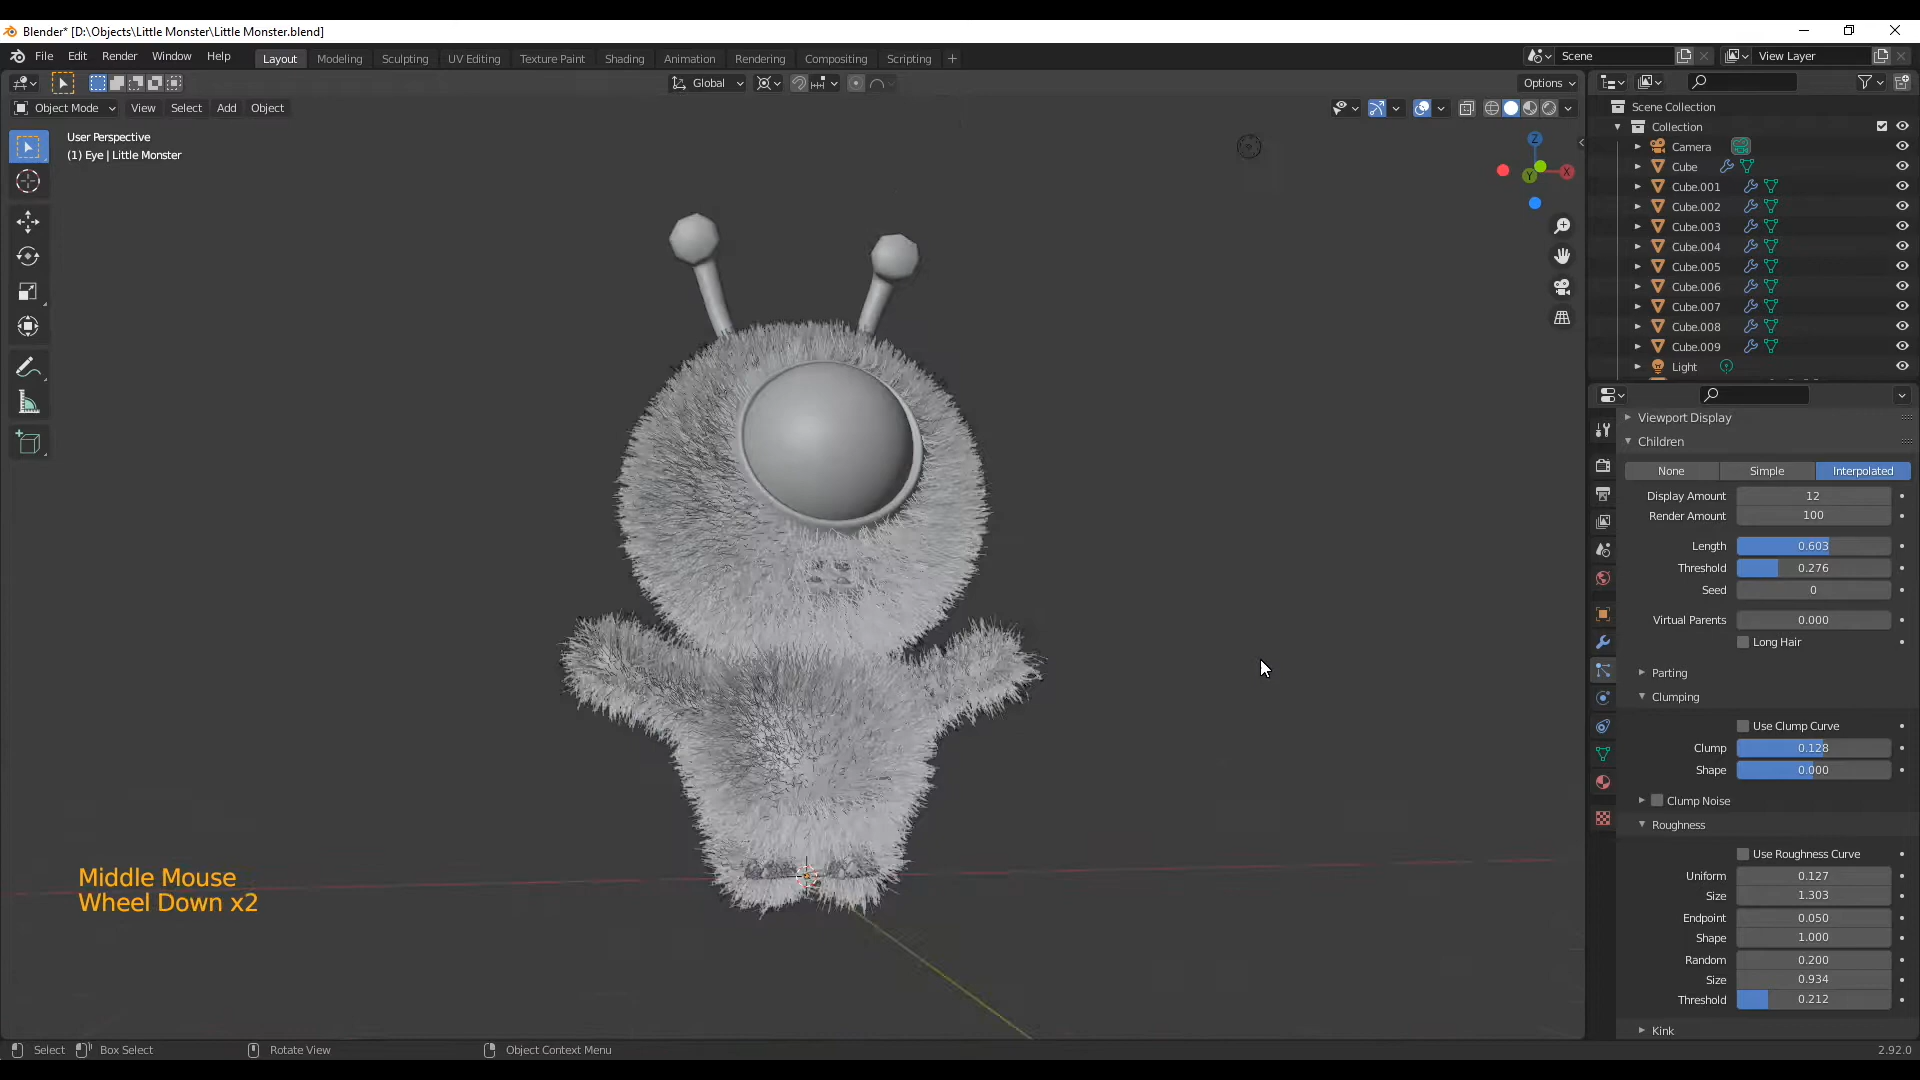 Blender* [D:\Objects\Little Monster\Little Monster.blend]
File Edit Render Window Help
Layout Modeling Sculpting UV Editing Texture Paint Shading Animation Rendering Compositing Scripting +
Scene
View Layer
Global
Options
Object Mode View Select Add Object
User Perspective
(1) Eye | Little Monster
Z
X
Y
Scene Collection
Collection
Camera
Cube
Cube.001
Cube.002
Cube.003
Cube.004
Cube.005
Cube.006
Cube.007
Cube.008
Cube.009
Light
Viewport Display
Children
None Simple Interpolated
Display Amount 12
Render Amount 100
Length 0.603
Threshold 0.276
Seed 0
Virtual Parents 0.000
Long Hair
Parting
Clumping
Use Clump Curve
Clump 0.128
Shape 0.000
Clump Noise
Roughness
Use Roughness Curve
Uniform 0.127
Size 1.303
Endpoint 0.050
Shape 1.000
Random 0.200
Size 0.934
Threshold 0.212
Kink
Middle Mouse
Wheel Down x2
Select Box Select Rotate View Object Context Menu 2.92.0